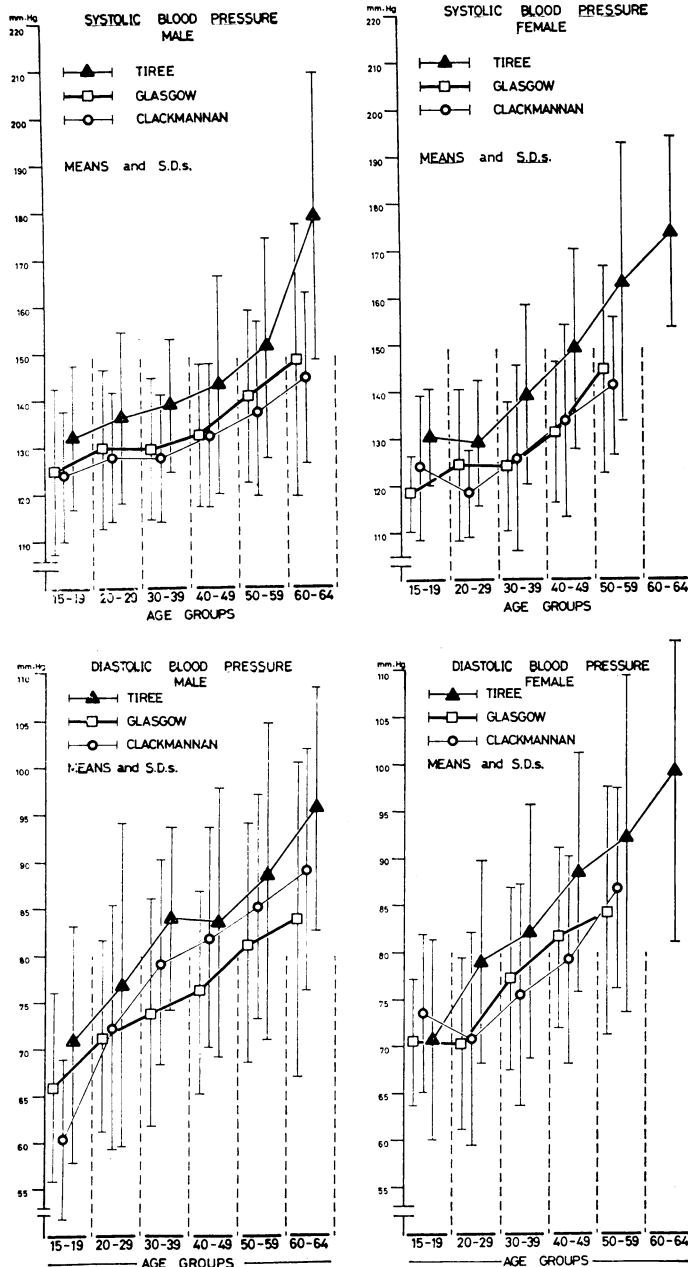 mm.Hg
SYSTOLIC BLOOD PRESSURE
MALE
TIREE
GLASGOW
CLACKMANNAN
MEANS and S.D.s.
220
210
200
190
180
170
160
150
140
130
120
110
15-19 20-29 30-39 40-49 50-59 60-64
AGE GROUPS
mm.Hg
SYSTOLIC BLOOD PRESSURE
FEMALE
TIREE
GLASGOW
CLACKMANNAN
MEANS and S.D.s.
220
210
200
190
180
170
160
150
140
130
120
110
15-19 20-29 30-39 40-49 50-59 60-64
AGE GROUPS
mm.Hg
DIASTOLIC BLOOD PRESSURE
MALE
TIREE
GLASGOW
CLACKMANNAN
MEANS and S.D.s.
110
105
100
95
90
85
80
75
70
65
60
55
15-19 20-29 30-39 40-49 50-59 60-64
AGE GROUPS
mm.Hg
DIASTOLIC BLOOD PRESSURE
FEMALE
TIREE
GLASGOW
CLACKMANNAN
MEANS and S.D.s.
110
105
100
95
90
85
80
75
70
65
60
55
15-19 20-29 30-39 40-49 50-59 60-64
AGE GROUPS